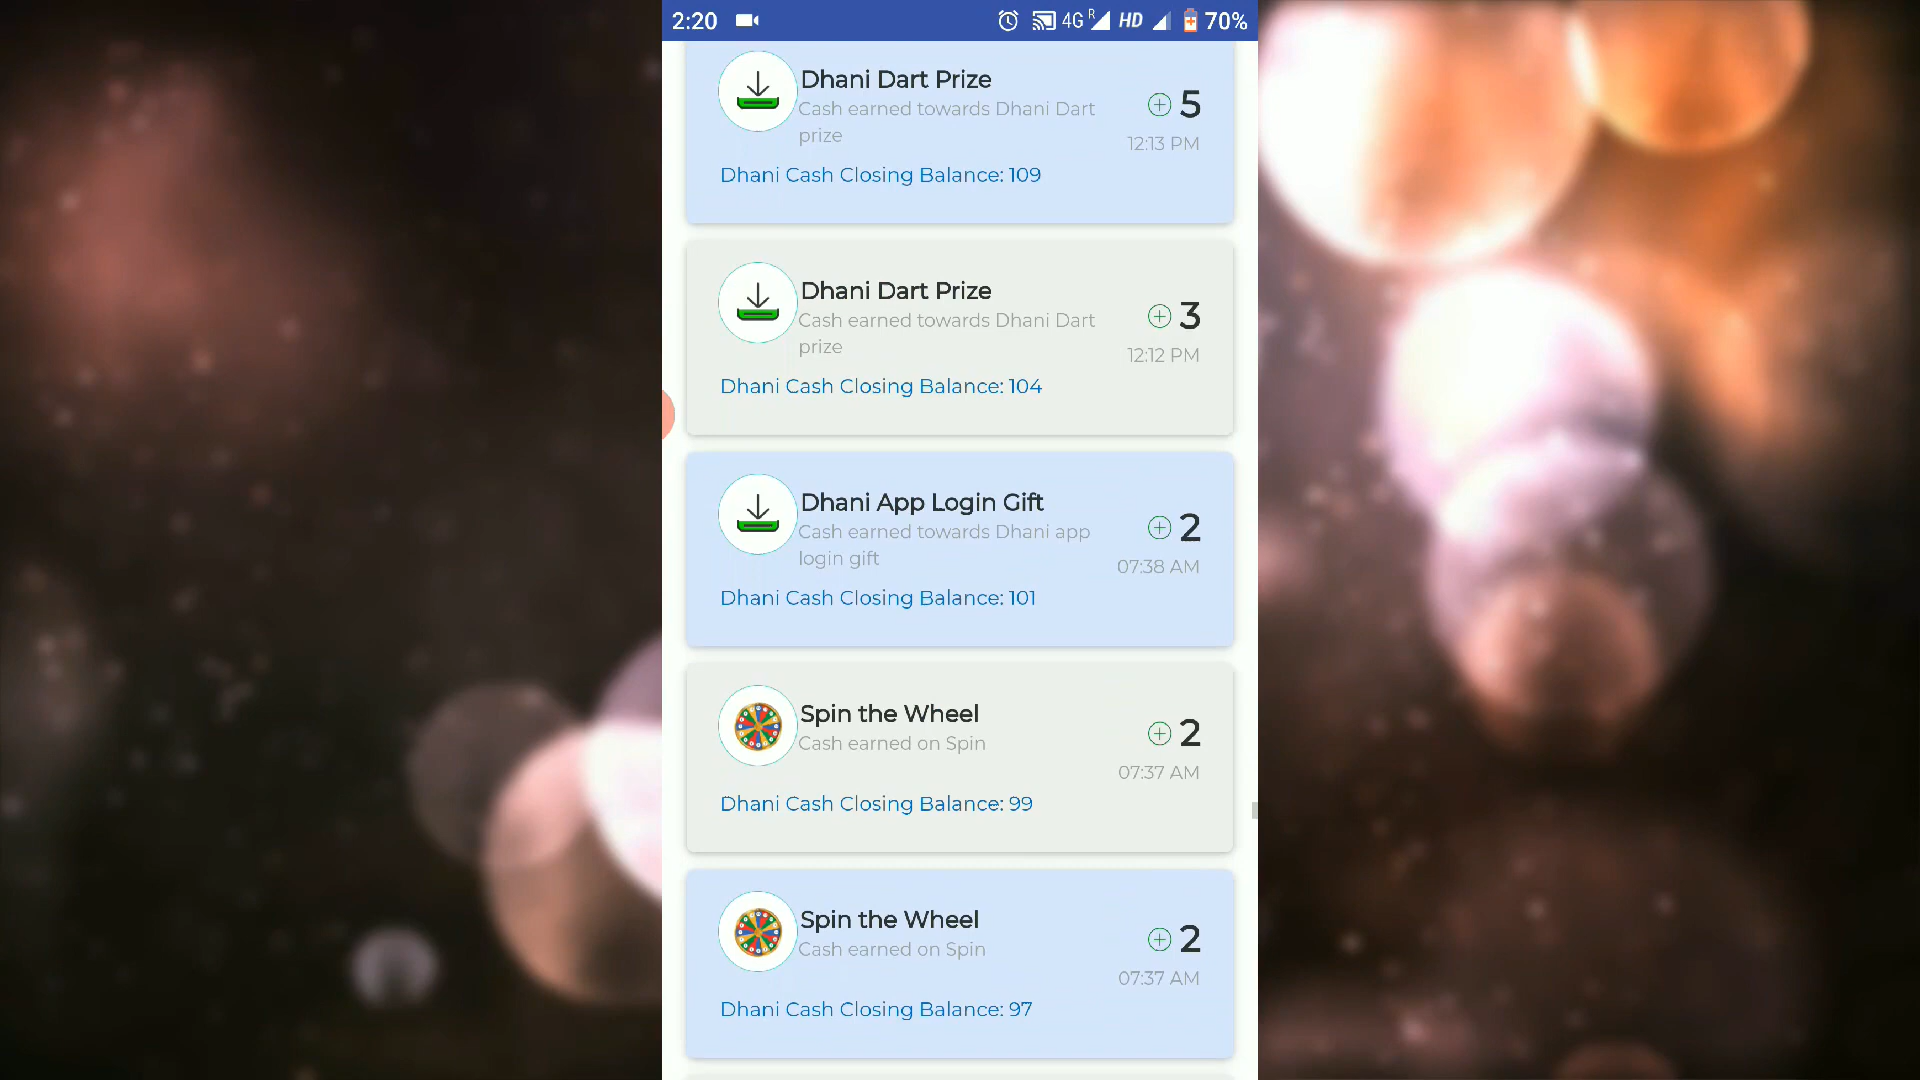 2:20 4G R HD 70%
Dhani Dart Prize
Cash earned towards Dhani Dart
prize
5
12:13 PM
Dhani Cash Closing Balance: 109
Dhani Dart Prize
Cash earned towards Dhani Dart
prize
3
12:12 PM
Dhani Cash Closing Balance: 104
Dhani App Login Gift
Cash earned towards Dhani app
login gift
2
07:38 AM
Dhani Cash Closing Balance: 101
Spin the Wheel
Cash earned on Spin
2
07:37 AM
Dhani Cash Closing Balance: 99
Spin the Wheel
Cash earned on Spin
2
07:37 AM
Dhani Cash Closing Balance: 97